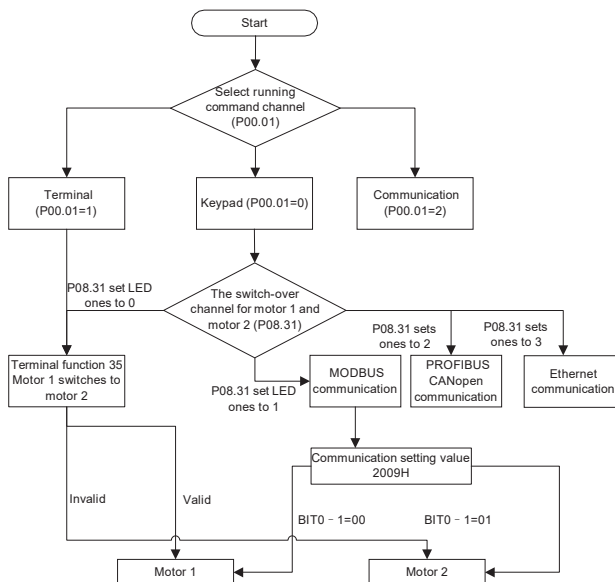 Start
Select running
command channel
(P00.01)
Terminal
(P00.01=1)
Keypad (P00.01=0)
Communication
(P00.01=2)
P08.31 set LED
ones to 0
The switch-over
channel for motor 1 and
motor 2 (P08.31)
P08.31 sets
ones to 2
P08.31 sets
ones to 3
Terminal function 35
Motor 1 switches to
motor 2
P08.31 set LED
ones to 1
MODBUS
communication
PROFIBUS
CANopen
communication
Ethernet
communication
Communication setting value
2009H
Invalid
Valid
BIT0 - 1=00
BIT0 - 1=01
Motor 1
Motor 2